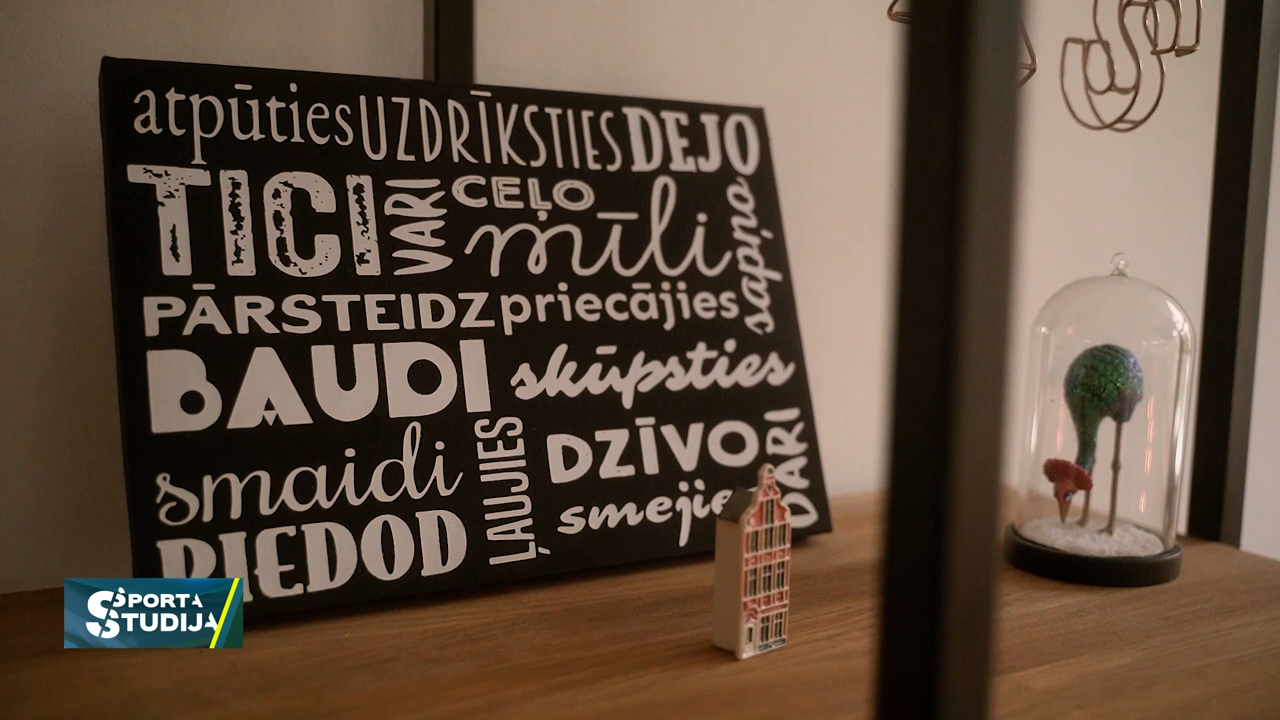 atpūties UZDRĪKSTIES DEJO
TICI VARI CEĻO mīli sapņo
PĀRSTEIDZ priecājies
BAUDI skūpsties
smaidi ĻAUJIES DZĪVO DARI
PIEDOD
SPORTA
STUDIJA